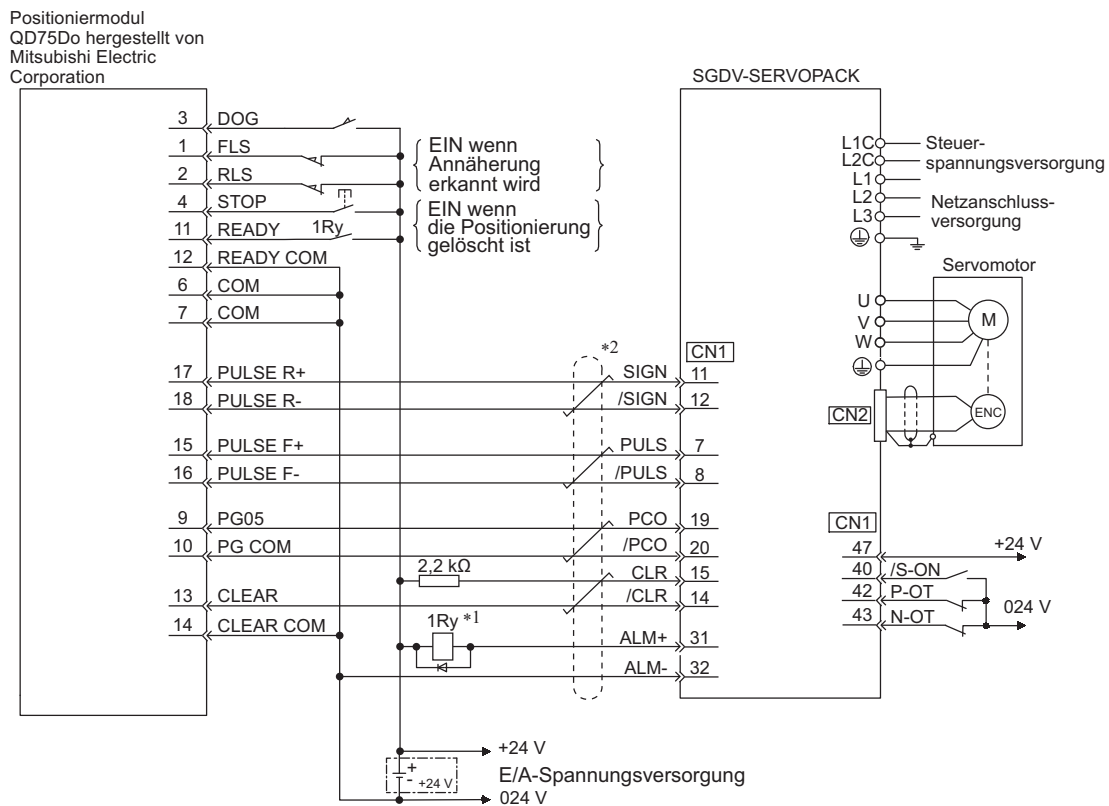 Positioniermodul
QD75Do hergestellt von
Mitsubishi Electric
Corporation
SGDV-SERVOPACK
3 DOG
1 FLS
2 RLS
4 STOP
11 READY 1Ry
12 READY COM
6 COM
7 COM
EIN wenn
Annäherung
erkannt wird
EIN wenn
die Positionierung
gelöscht ist
L1C
L2C
L1
L2
L3
Steuer-
spannungsversorgung
Netzanschluss-
versorgung
Servomotor
U
V
W
M
CN2
ENC
*2
CN1
17 PULSE R+ SIGN 11
18 PULSE R- /SIGN 12
15 PULSE F+ PULS 7
16 PULSE F- /PULS 8
9 PG05 PCO 19
10 PG COM /PCO 20
2,2 kΩ CLR 15
13 CLEAR /CLR 14
14 CLEAR COM
1Ry *1 ALM+ 31
ALM- 32
CN1
47 +24 V
40 /S-ON
42 P-OT
024 V
43 N-OT
+24 V
+
- +24 V
E/A-Spannungsversorgung
024 V